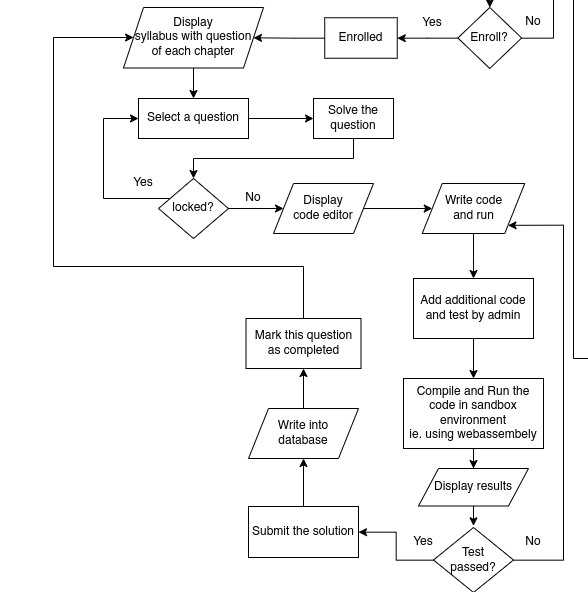 Display
syllabus with question
of each chapter
Enrolled
Yes
Enroll?
No
Select a question
Solve the
question
Yes
locked?
No
Display
code editor
Write code
and run
Add additional code
and test by admin
Mark this question
as completed
Compile and Run the
code in sandbox
environment
ie. using webassembely
Write into
database
Display results
Submit the solution
Yes
Test
passed?
No